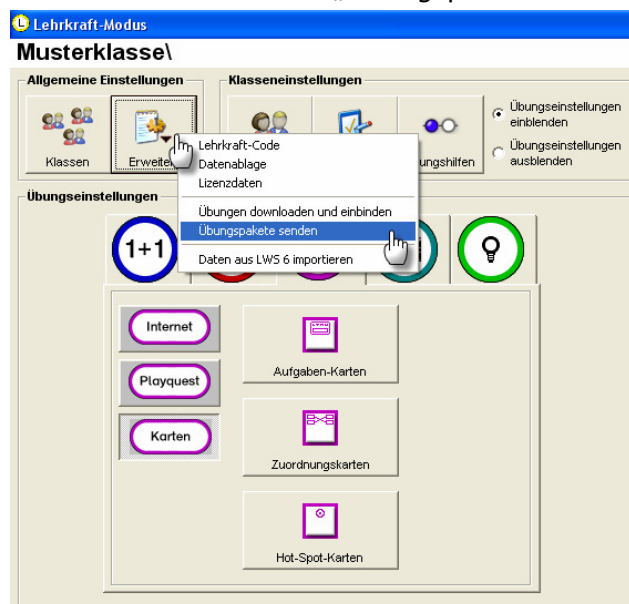 Lehrkraft-Modus
Musterklasse\
Allgemeine Einstellungen
Klasseneinstellungen
Klassen
Erweite
ungshilfen
Übungseinstellungen
einblenden
Übungseinstellungen
ausblenden
Lehrkraft-Code
Datenablage
Lizenzdaten
Übungen downloaden und einbinden
Übungspakete senden
Daten aus LWS 6 importieren
Übungseinstellungen
1+1
Internet
Playquest
Karten
Aufgaben-Karten
Zuordnungskarten
Hot-Spot-Karten